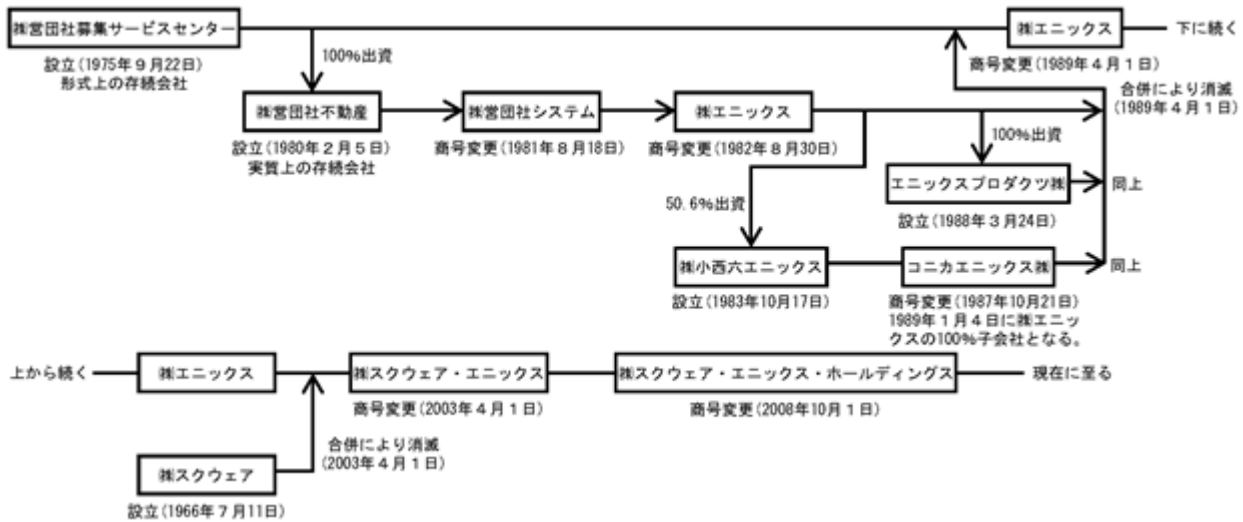 ㈱営団社募集サービスセンター
㈱エニックス
下に続く
設立(1975年9月22日)
形式上の存続会社
100%出資
商号変更(1989年4月1日)
合併により消滅
(1989年4月1日)
㈱営団社不動産
㈱営団社システム
㈱エニックス
設立(1980年2月5日)
実質上の存続会社
商号変更(1981年8月18日)
商号変更(1982年8月30日)
100%出資
50.6%出資
エニックスプロダクツ㈱
同上
設立(1988年3月24日)
㈱小西六エニックス
コニカエニックス㈱
同上
設立(1983年10月17日)
商号変更(1987年10月21日)
1989年1月4日に㈱エニッ
クスの100%子会社となる。
上から続く
㈱エニックス
㈱スクウェア・エニックス
㈱スクウェア・エニックス・ホールディングス
現在に至る
商号変更(2003年4月1日)
商号変更(2008年10月1日)
合併により消滅
(2003年4月1日)
㈱スクウェア
設立(1966年7月11日)